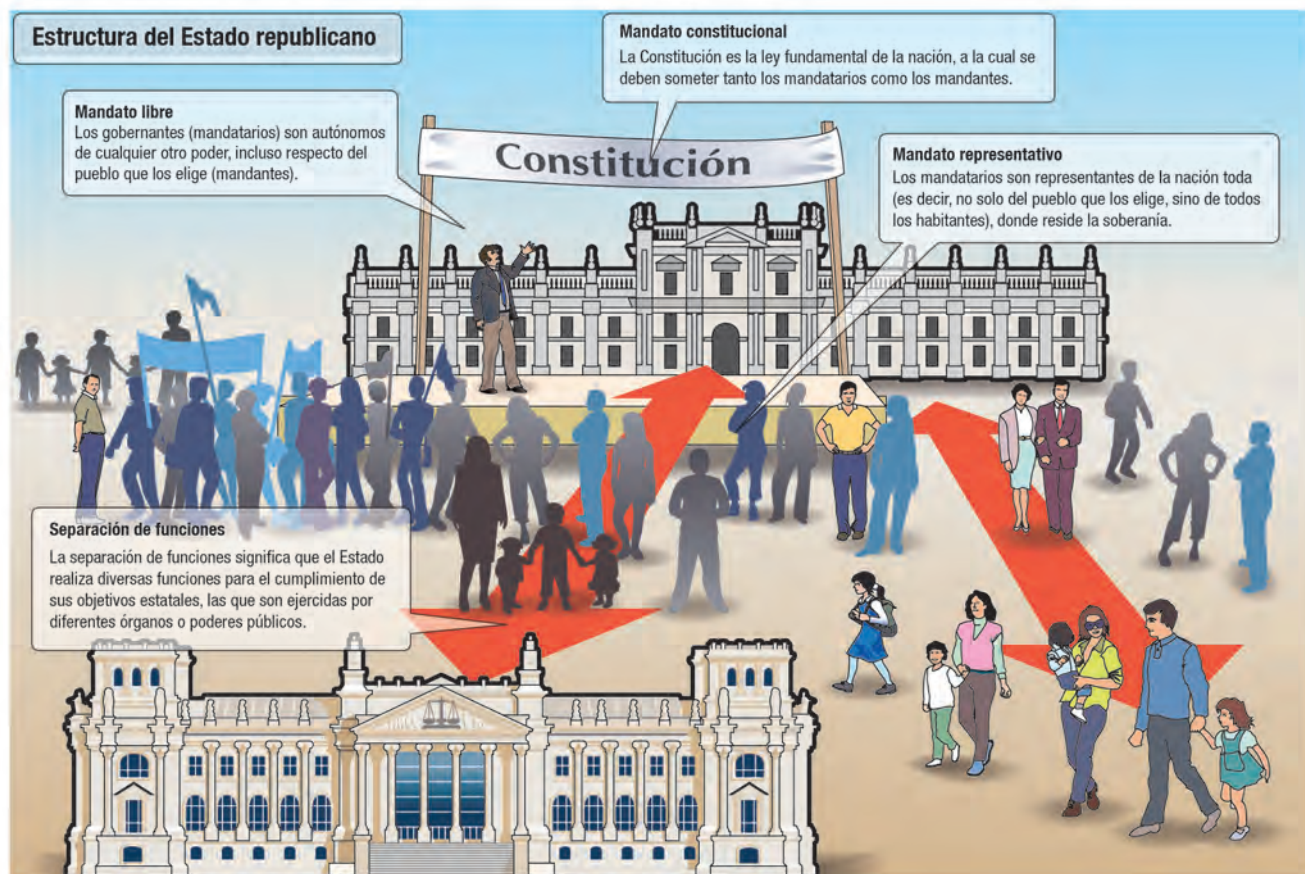 Estructura del Estado republicano
Mandato constitucional
La Constitución es la ley fundamental de la nación, a la cual se
deben someter tanto los mandatarios como los mandantes.
Mandato libre
Los gobernantes (mandatarios) son autónomos
de cualquier otro poder, incluso respecto del
pueblo que los elige (mandantes).
Constitución
Mandato representativo
Los mandatarios son representantes de la nación toda
(es decir, no solo del pueblo que los elige, sino de todos
los habitantes), donde reside la soberanía.
Separación de funciones
La separación de funciones significa que el Estado
realiza diversas funciones para el cumplimiento de
sus objetivos estatales, las que son ejercidas por
diferentes órganos o poderes públicos.